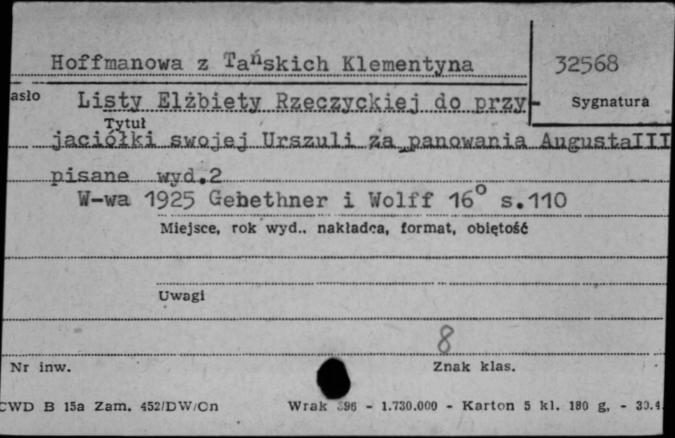 Hoffmanowa z Tańskich Klementyna
32568
asło
Listy Elżbiety Rzeczyckiej do przy-
Sygnatura
Tytuł
jaciółki swojej Urszuli za panowania AugustaIII
pisane wyd.2
W-wa 1925 Gebethner i Wolff 16° s.110
Miejsce, rok wyd., nakładca, format, objętość
Uwagi
8
Nr inw.
Znak klas.
CWD B 15a Zam. 452/DW/Cn
Wrak 396 - 1.730.000 - Karton 5 kl. 180 g, - 30.4